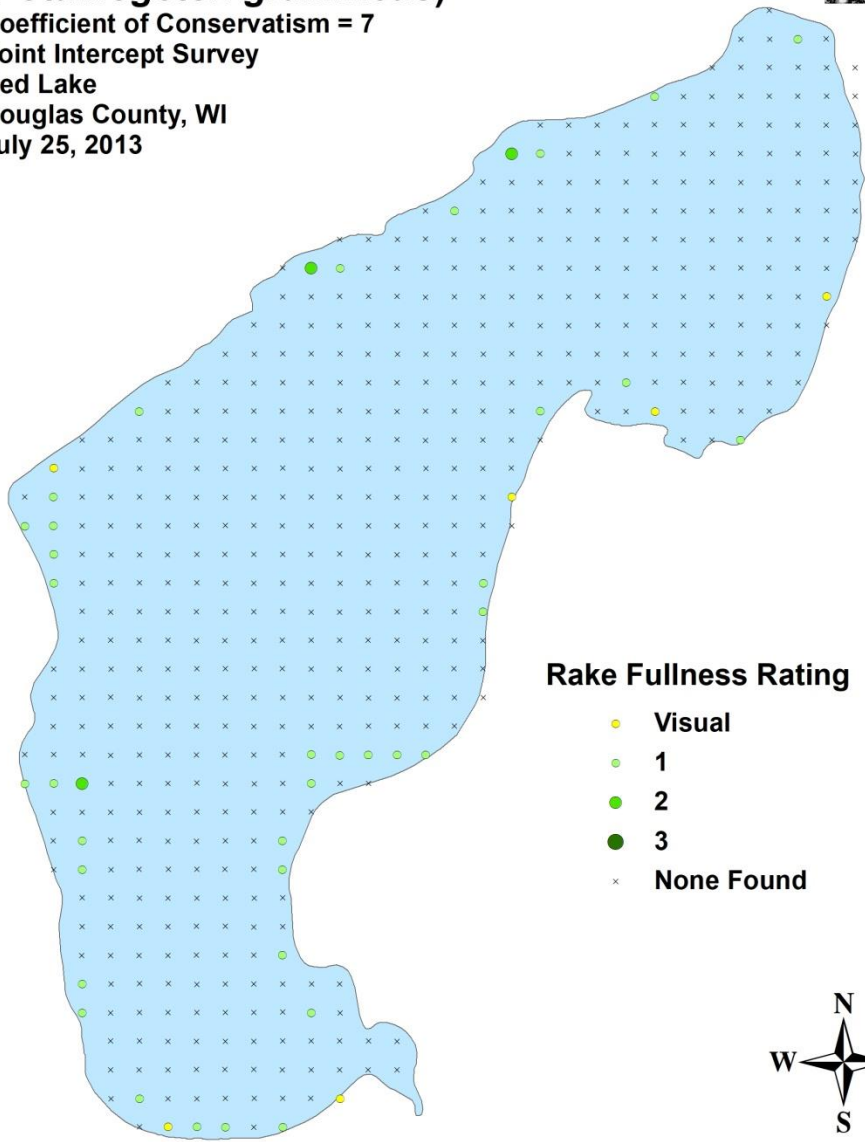 oefficient of Conservatism = 7
oint Intercept Survey
ed Lake
ouglas County, WI
uly 25, 2013
Rake Fullness Rating
Visual
1
2
3
None Found
N
W
S